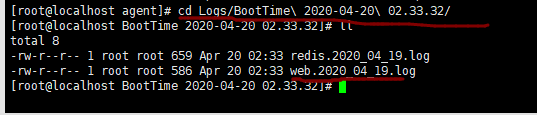 [root@localhost agent]# cd Logs/BootTime\ 2020-04-20\ 02.33.32/
[root@localhost BootTime 2020-04-20 02.33.32]# ll
total 8
-rw-r--r-- 1 root root 659 Apr 20 02:33 redis.2020_04_19.log
-rw-r--r-- 1 root root 586 Apr 20 02:33 web.2020_04_19.log
[root@localhost BootTime 2020-04-20 02.33.32]#